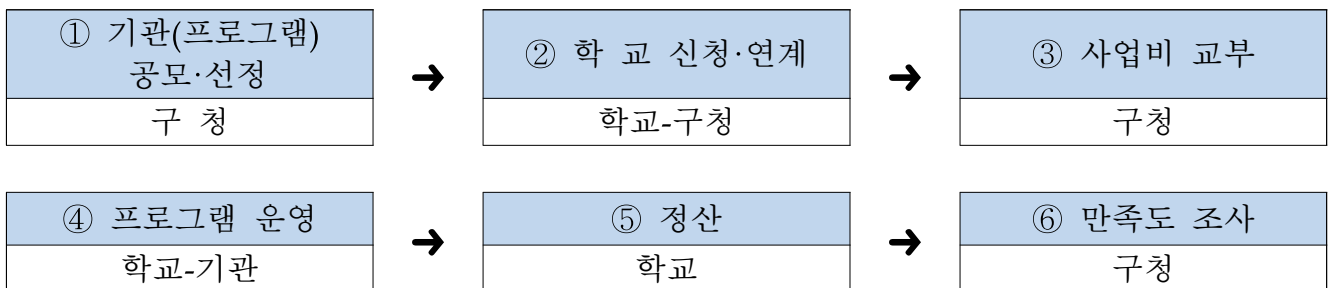 ① 기관(프로그램)
공모·선정
구 청
➜
② 학 교 신청·연계
학교-구청
➜
③ 사업비 교부
구청
④ 프로그램 운영
학교-기관
➜
⑤ 정산
학교
➜
⑥ 만족도 조사
구청